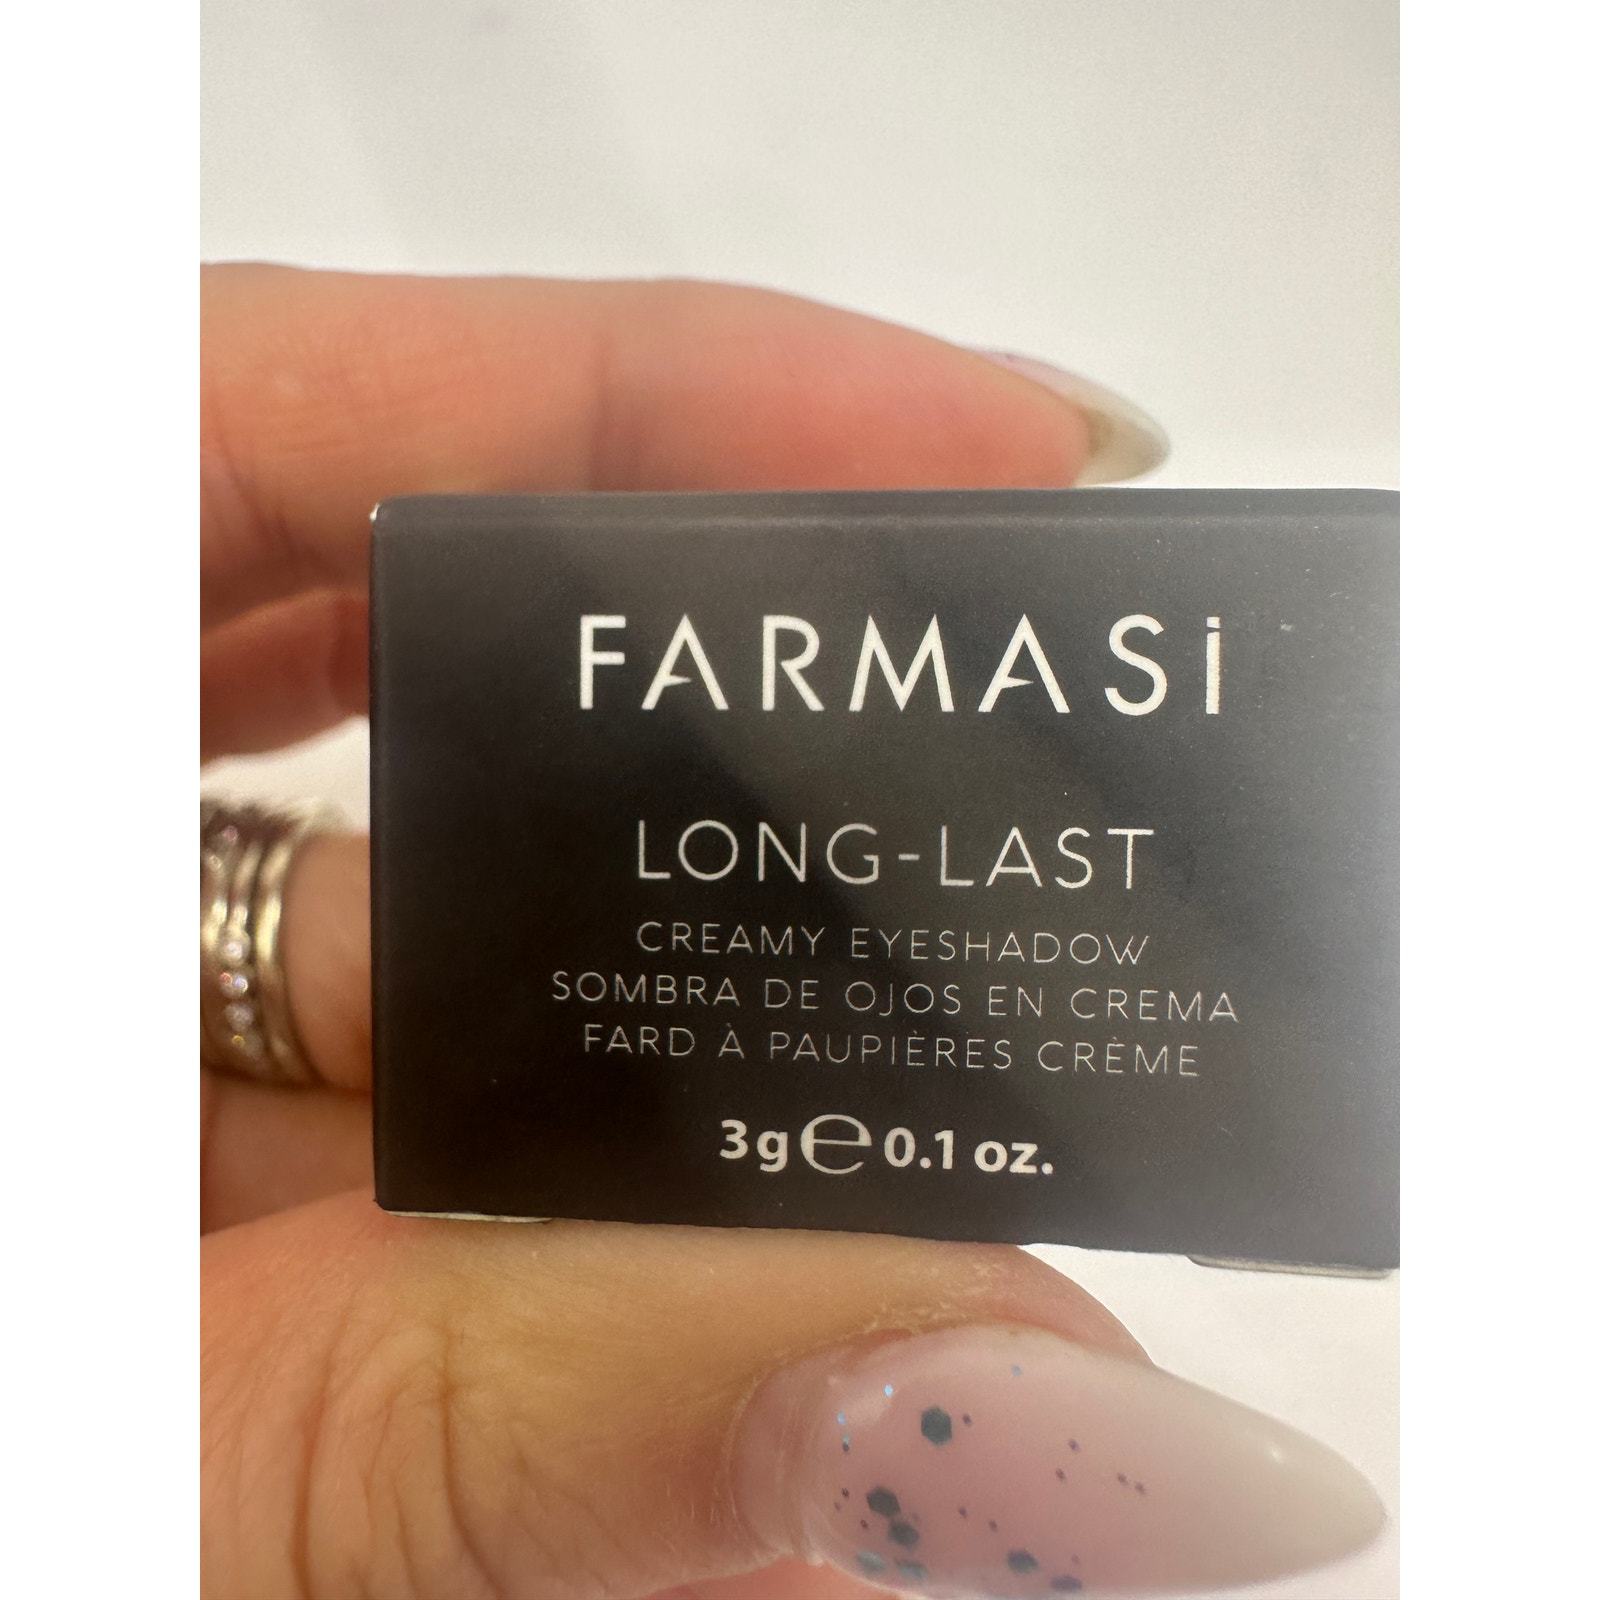 FARMASi
LONG-LAST
CREAMY EYESHADOW
SOMBRA DE OJOS EN CREMA
FARD À PAUPIÈRES CRÈME
3g ℮ 0.1 oz.